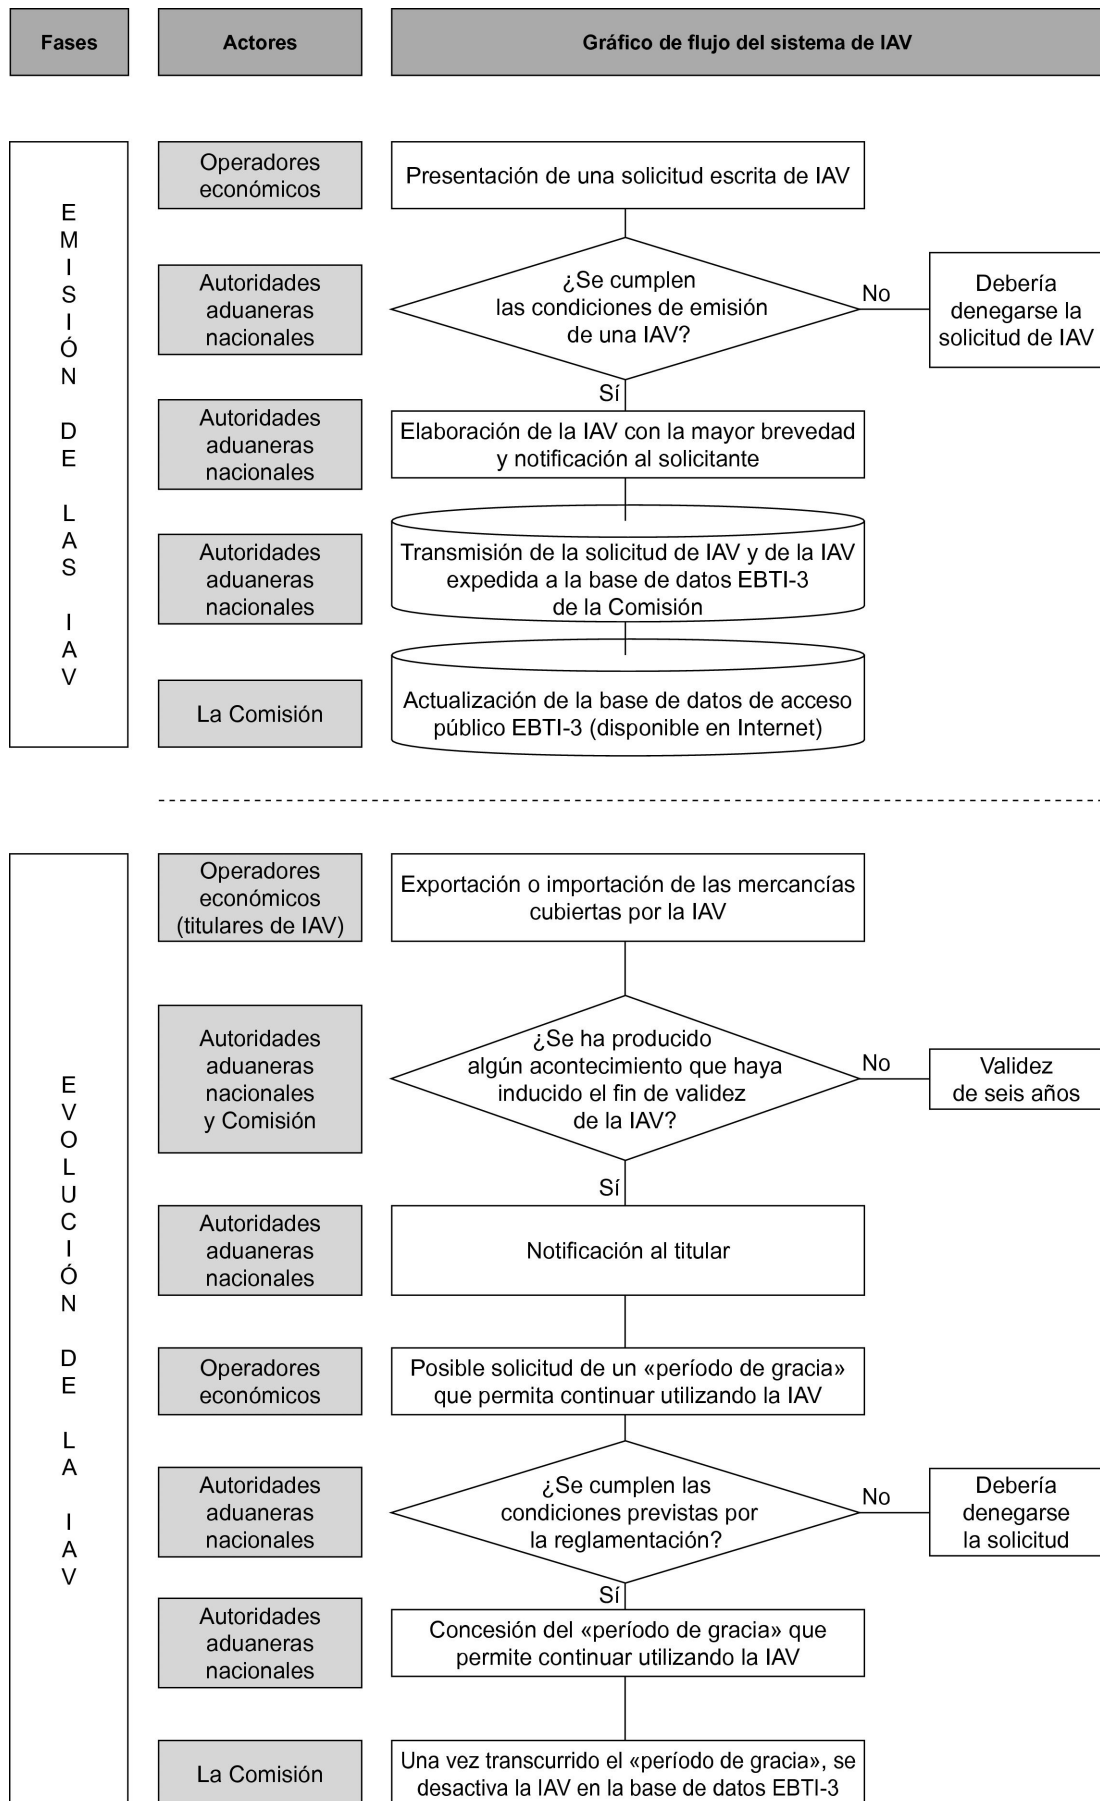 Fases
Actores
Gráfico de flujo del sistema de IAV
EMISIÓN DE LAS IAV
Operadores
económicos
Presentación de una solicitud escrita de IAV
Autoridades
aduaneras
nacionales
¿Se cumplen
las condiciones de emisión
de una IAV?
No
Debería
denegarse la
solicitud de IAV
Sí
Autoridades
aduaneras
nacionales
Elaboración de la IAV con la mayor brevedad
y notificación al solicitante
Autoridades
aduaneras
nacionales
Transmisión de la solicitud de IAV y de la IAV
expedida a la base de datos EBTI-3
de la Comisión
La Comisión
Actualización de la base de datos de acceso
público EBTI-3 (disponible en Internet)
EVOLUCIÓN DE LA IAV
Operadores
económicos
(titulares de IAV)
Exportación o importación de las mercancías
cubiertas por la IAV
Autoridades
aduaneras
nacionales
y Comisión
¿Se ha producido
algún acontecimiento que haya
inducido el fin de validez
de la IAV?
No
Validez
de seis años
Sí
Autoridades
aduaneras
nacionales
Notificación al titular
Operadores
económicos
Posible solicitud de un «período de gracia»
que permita continuar utilizando la IAV
Autoridades
aduaneras
nacionales
¿Se cumplen las
condiciones previstas por
la reglamentación?
No
Debería
denegarse
la solicitud
Sí
Autoridades
aduaneras
nacionales
Concesión del «período de gracia» que
permite continuar utilizando la IAV
La Comisión
Una vez transcurrido el «período de gracia», se
desactiva la IAV en la base de datos EBTI-3